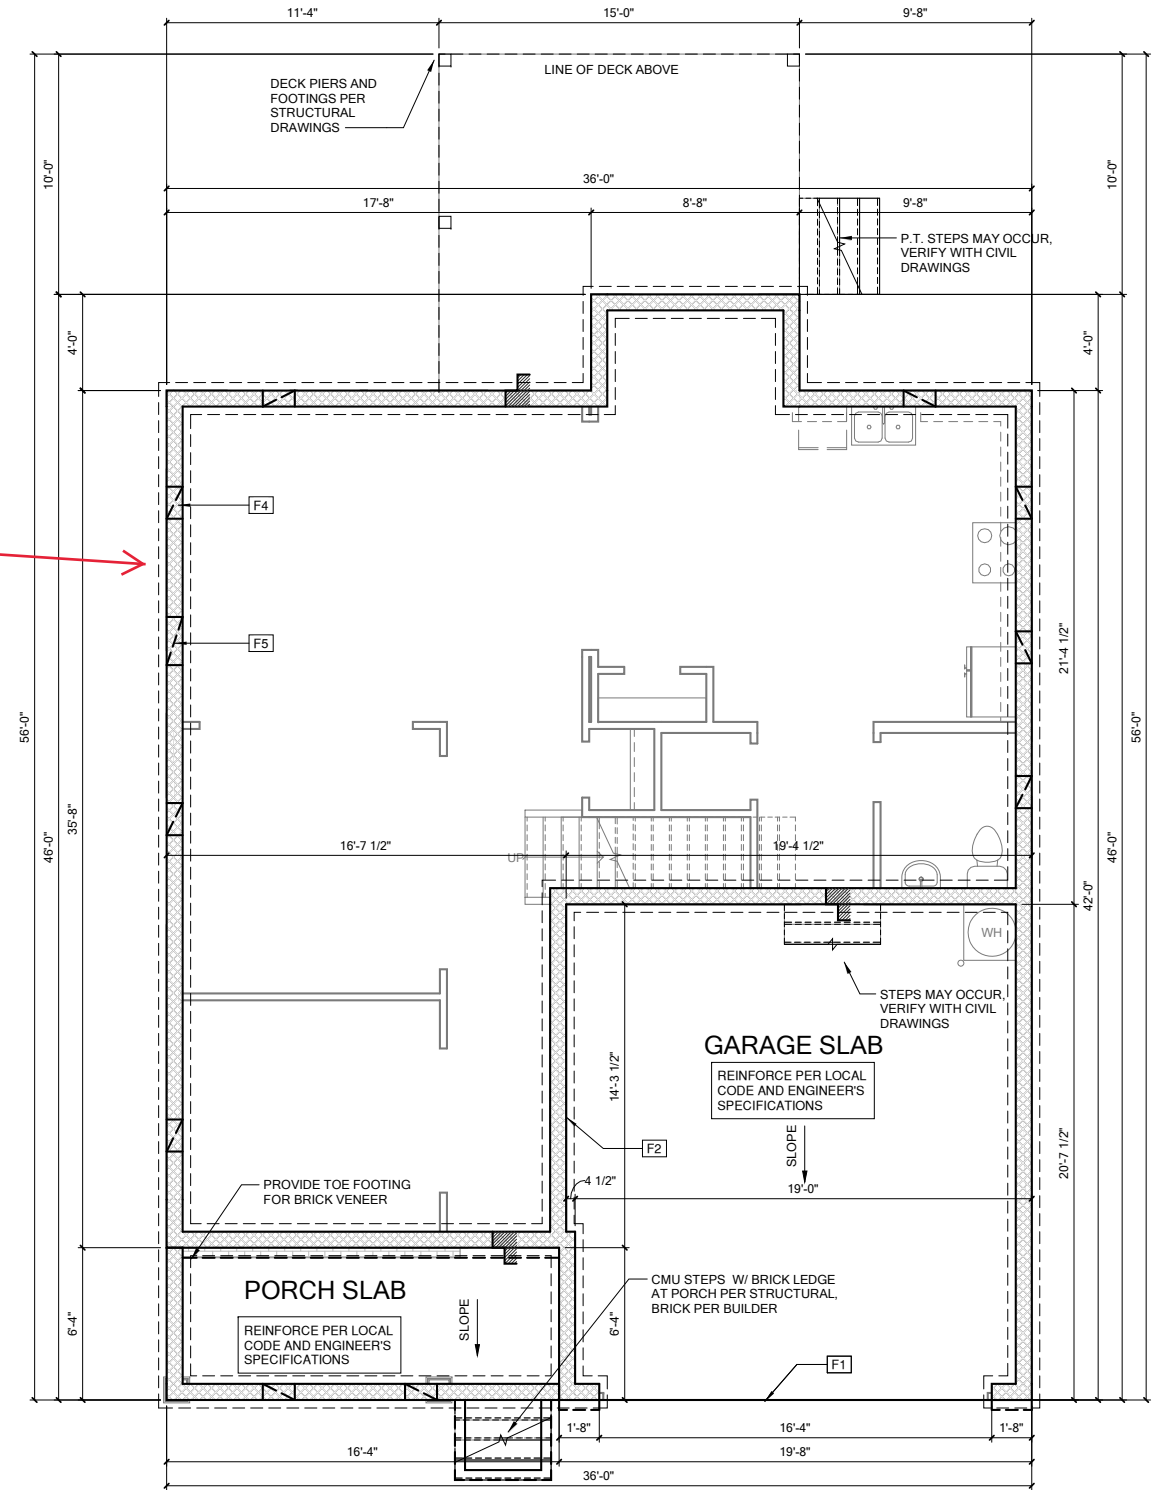 11'-4"
15'-0"
9'-8"
LINE OF DECK ABOVE
DECK PIERS AND
FOOTINGS PER
STRUCTURAL
DRAWINGS
10'-0"
10'-0"
36'-0"
17'-8"
8'-8"
9'-8"
P.T. STEPS MAY OCCUR,
VERIFY WITH CIVIL
DRAWINGS
4'-0"
4'-0"
F4
F5
21'-4 1/2"
56'-0"
56'-0"
46'-0"
46'-0"
35'-8"
42'-0"
16'-7 1/2"
UP
19'-4 1/2"
WH
STEPS MAY OCCUR,
VERIFY WITH CIVIL
DRAWINGS
GARAGE SLAB
REINFORCE PER LOCAL
CODE AND ENGINEER'S
SPECIFICATIONS
14'-3 1/2"
SLOPE
F2
20'-7 1/2"
PROVIDE TOE FOOTING
FOR BRICK VENEER
4 1/2"
19'-0"
PORCH SLAB
CMU STEPS W/ BRICK LEDGE
AT PORCH PER STRUCTURAL,
BRICK PER BUILDER
REINFORCE PER LOCAL
CODE AND ENGINEER'S
SPECIFICATIONS
SLOPE
6'-4"
6'-4"
F1
1'-8"
16'-4"
1'-8"
16'-4"
19'-8"
36'-0"